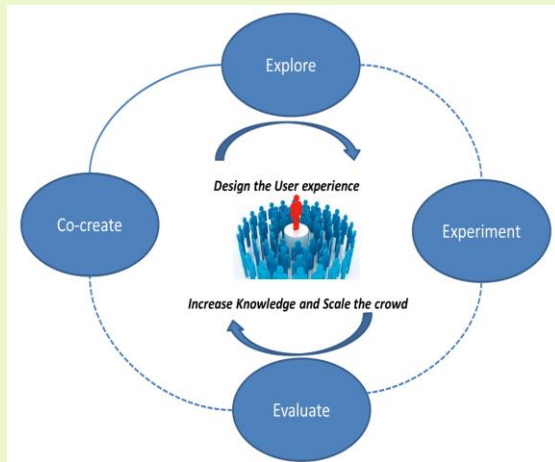 Explore
Design the User experience
Co-create
Experiment
Increase Knowledge and Scale the crowd
Evaluate